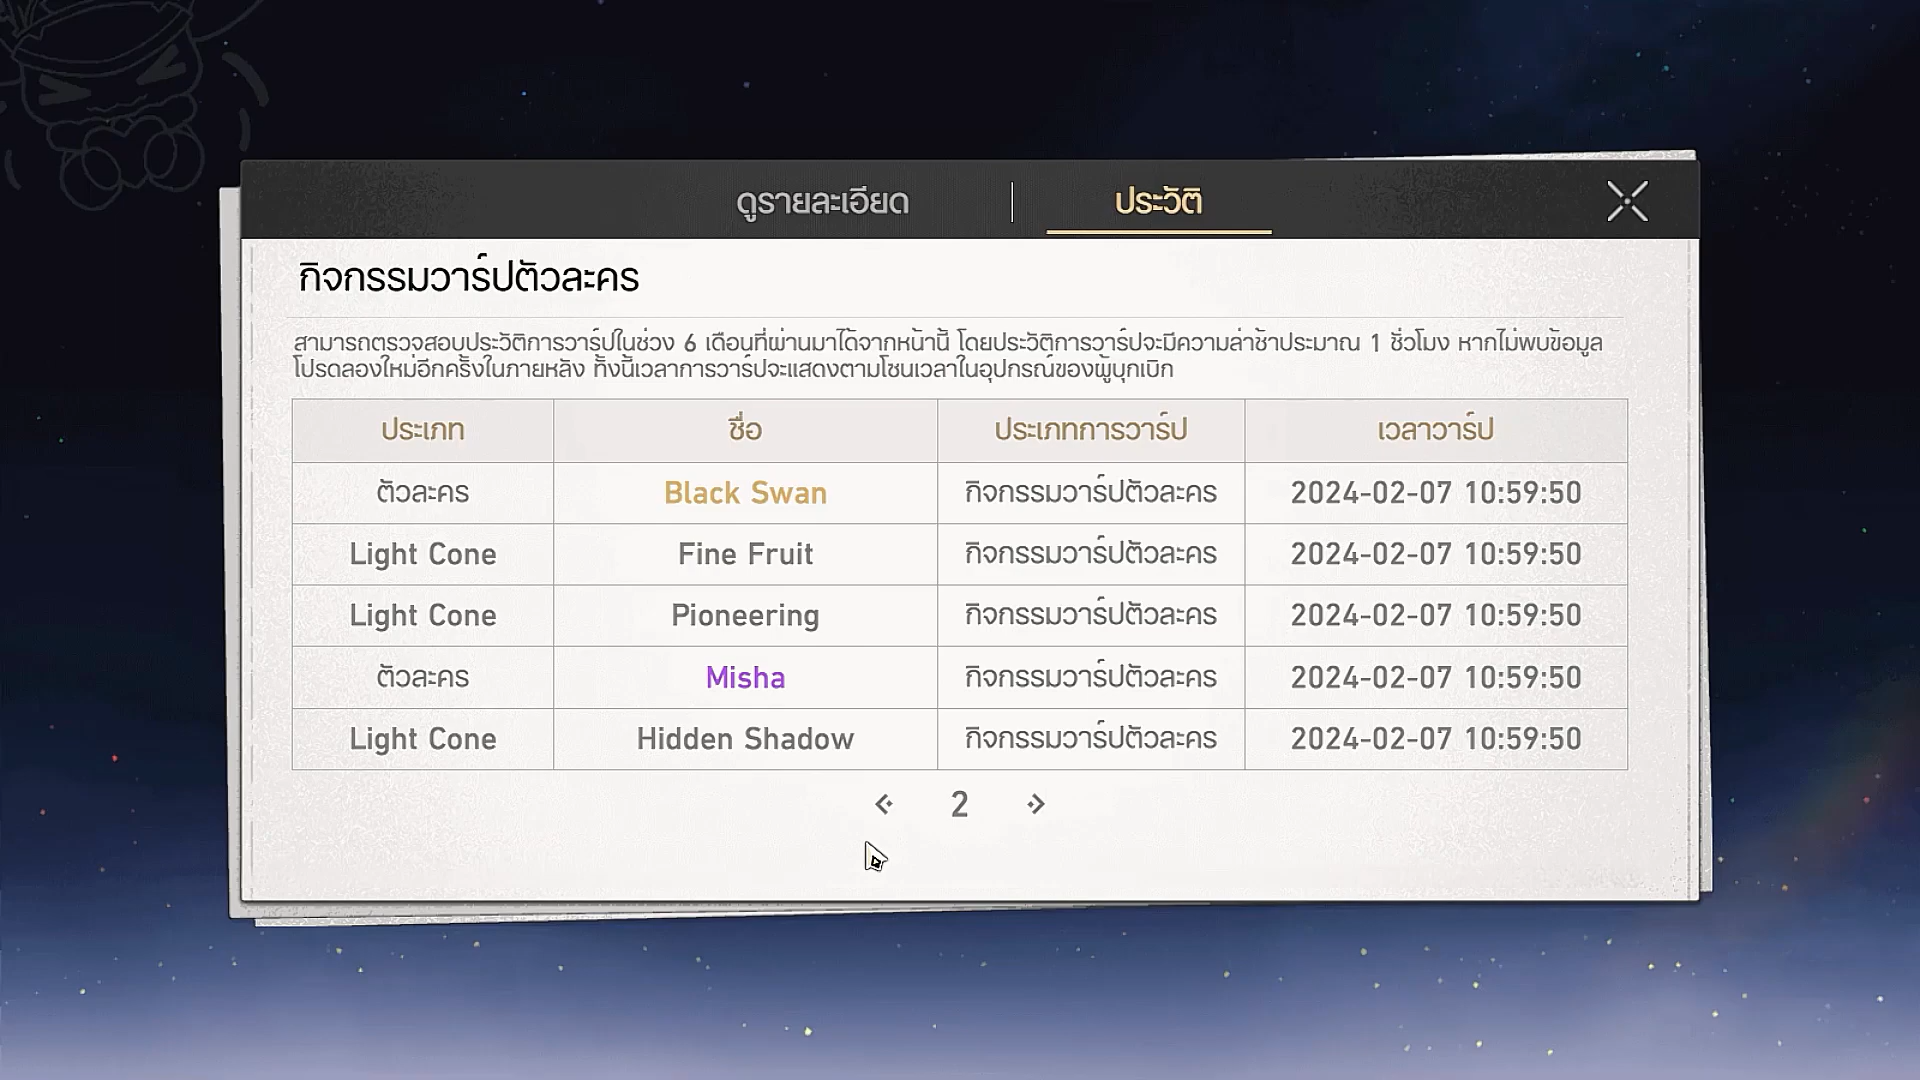 ดูรายละเอียด ประวัติ
กิจกรรมวาร์ปตัวละคร
สามารถตรวจสอบประวัติการวาร์ปในช่วง 6 เดือนที่ผ่านมาได้จากหน้านี้ โดยประวัติการวาร์ปจะมีความล่าช้าประมาณ 1 ชั่วโมง หากไม่พบข้อมูล
โปรดลองใหม่อีกครั้งในภายหลัง ทั้งนี้เวลาการวาร์ปจะแสดงตามโซนเวลาในอุปกรณ์ของผู้บุกเบิก
ประเภท ชื่อ ประเภทการวาร์ป เวลาวาร์ป
ตัวละคร Black Swan กิจกรรมวาร์ปตัวละคร 2024-02-07 10:59:50
Light Cone Fine Fruit กิจกรรมวาร์ปตัวละคร 2024-02-07 10:59:50
Light Cone Pioneering กิจกรรมวาร์ปตัวละคร 2024-02-07 10:59:50
ตัวละคร Misha กิจกรรมวาร์ปตัวละคร 2024-02-07 10:59:50
Light Cone Hidden Shadow กิจกรรมวาร์ปตัวละคร 2024-02-07 10:59:50
2